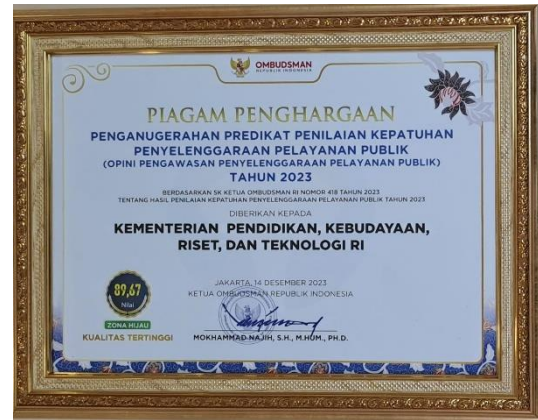 OMBUDSMAN
REPUBLIK INDONESIA
PIAGAM PENGHARGAAN
PENGANUGERAHAN PREDIKAT PENILAIAN KEPATUHAN
PENYELENGGARAAN PELAYANAN PUBLIK
(OPINI PENGAWASAN PENYELENGGARAAN PELAYANAN PUBLIK)
TAHUN 2023
BERDASARKAN SK KETUA OMBUDSMAN RI NOMOR 418 TAHUN 2023
TENTANG HASIL PENILAIAN KEPATUHAN PENYELENGGARAAN PELAYANAN PUBLIK TAHUN 2023
DIBERIKAN KEPADA
KEMENTERIAN PENDIDIKAN, KEBUDAYAAN,
RISET, DAN TEKNOLOGI RI
JAKARTA, 14 DESEMBER 2023
KETUA OMBUDSMAN REPUBLIK INDONESIA
89,67
Nilai
ZONA HIJAU
KUALITAS TERTINGGI
MOKHAMMAD NAJIH, S.H., M.HUM., PH.D.